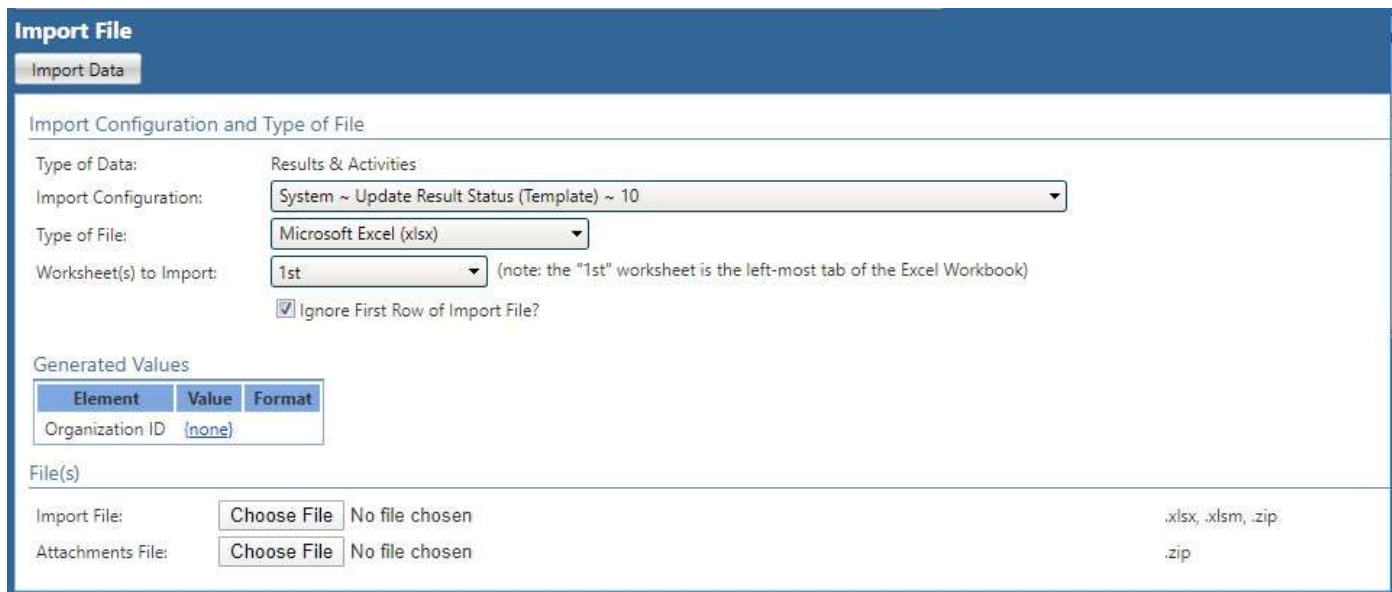 Import File
Import Data
Import Configuration and Type of File
Type of Data: Results & Activities
Import Configuration: System ~ Update Result Status (Template) ~ 10
Type of File: Microsoft Excel (xlsx)
Worksheet(s) to Import: 1st (note: the "1st" worksheet is the left-most tab of the Excel Workbook)
Ignore First Row of Import File?
Generated Values
Element Value Format
Organization ID {none}
File(s)
Import File: Choose File No file chosen .xlsx, .xlsm, .zip
Attachments File: Choose File No file chosen .zip